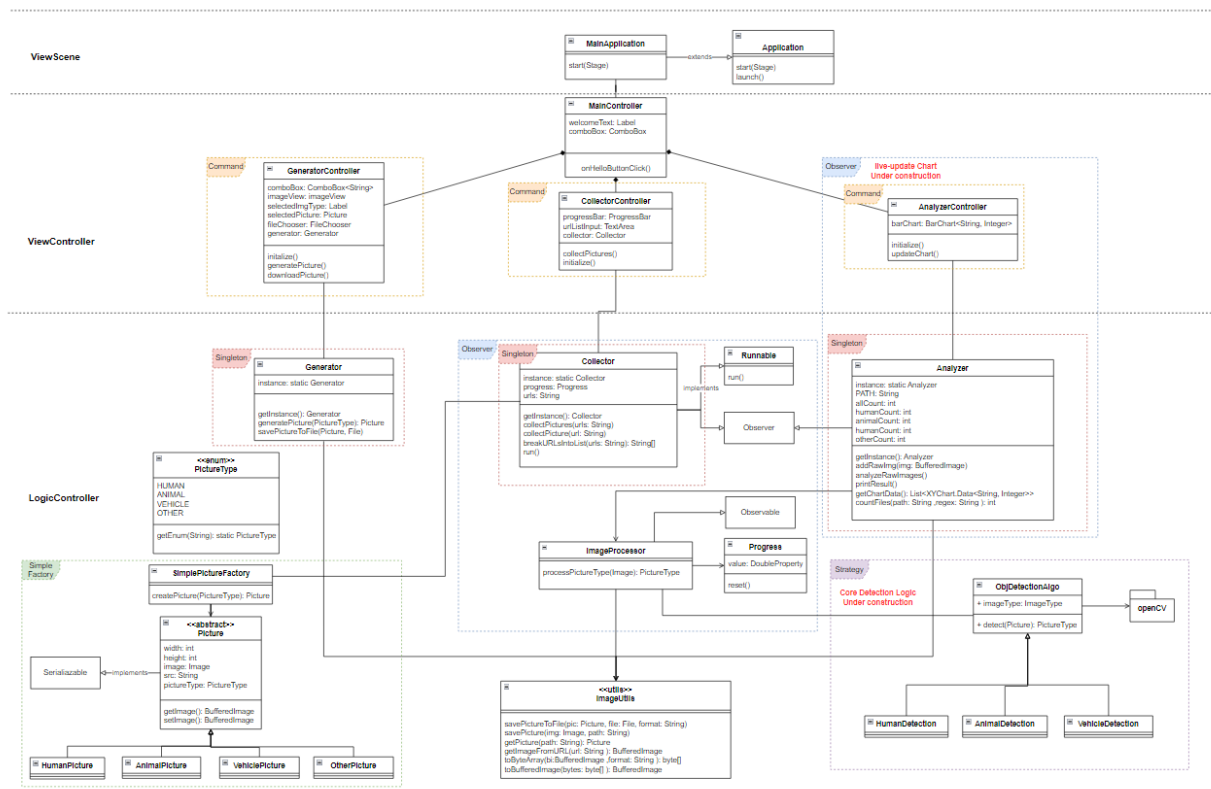 ViewScene
MainApplication
start(Stage)
extends
Application
start(Stage)
launch()
MainController
welcomeText: Label
comboBox: ComboBox
onHelloButtonClick()
ViewController
Command
GeneratorController
comboBox: ComboBox<String>
imageView: imageView
selectedImgType: Label
selectedPicture: Picture
fileChooser: FileChooser
generator: Generator
initalize()
generatePicture()
downloadPicture()
Command
CollectorController
progressBar: ProgressBar
urlListInput: TextArea
collector: Collector
collectPictures()
initialize()
Observer
live-update Chart
Under construction
Command
AnalyzerController
barChart: BarChart<String, Integer>
initialize()
updateChart()
LogicController
Singleton
Generator
instance: static Generator
getInstance(): Generator
generatePicture(PictureType): Picture
savePictureToFile(Picture, File)
<<enum>>
PictureType
HUMAN
ANIMAL
VEHICLE
OTHER
getEnum(String): static PictureType
Observer
Singleton
Collector
instance: static Collector
progress: Progress
urls: String
getInstance(): Collector
collectPictures(urls: String)
collectPicture(url: String)
breakURLsIntoList(urls: String): String[]
run()
implements
Runnable
run()
Observer
Singleton
Analyzer
instance: static Analyzer
PATH: String
allCount: int
humanCount: int
animalCount: int
humanCount: int
otherCount: int
getInstance(): Analyzer
addRawImg(img: BufferedImage)
analyzeRawImages()
printResult()
getChartData(): List<XYChart.Data<String, Integer>>
countFiles(path: String ,regex: String ): int
Observable
ImageProcessor
processPictureType(Image): PictureType
Progress
value: DoubleProperty
reset()
Simple
Factory
SimplePictureFactory
createPicture(PictureType): Picture
<<abstract>>
Picture
width: int
height: int
image: Image
src: String
pictureType: PictureType
getImage(): BufferedImage
setImage(): BufferedImage
Serialiazable
implements
HumanPicture
AnimalPicture
VehiclePicture
OtherPicture
<<utils>>
ImageUtils
savePictureToFile(pic: Picture, file: File, format: String)
savePicture(img: Image, path: String)
getPicture(path: String): Picture
getImageFromURL(url: String ): BufferedImage
toByteArray(bi:BufferedImage ,format: String ): byte[]
toBufferedImage(bytes: byte[] ): BufferedImage
Strategy
Core Detection Logic
Under construction
ObjDetectionAlgo
+ imageType: ImageType
+ detect(Picture): PictureType
openCV
HumanDetection
AnimalDetection
VehicleDetection